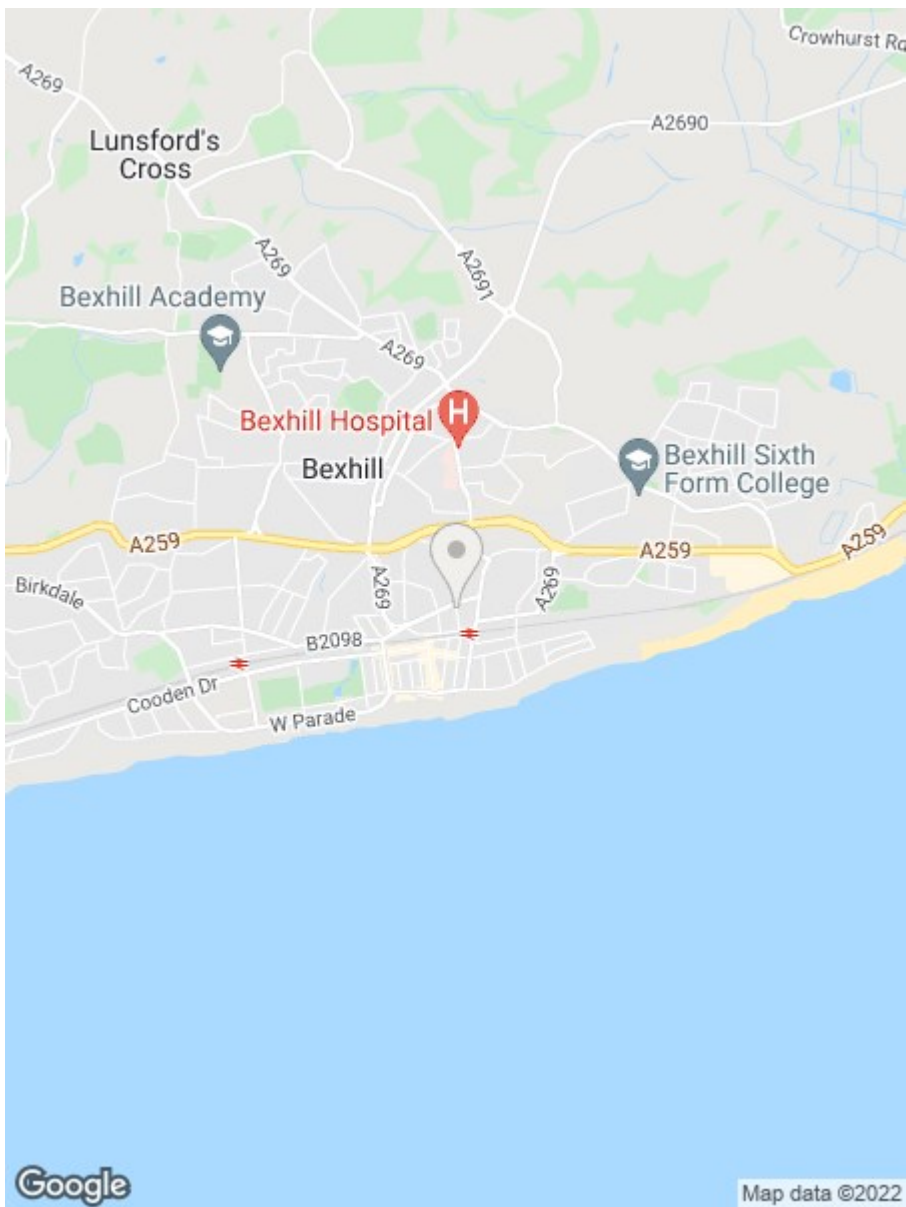 Crowhurst Rd
A269
A2690
Lunsford's
Cross
A269
A2691
Bexhill Academy
A269
Bexhill Hospital
H
Bexhill
Bexhill Sixth
Form College
A259
A259
A259
Birkdale
A269
A269
B2098
Cooden Dr
W Parade
Google
Map data ©2022